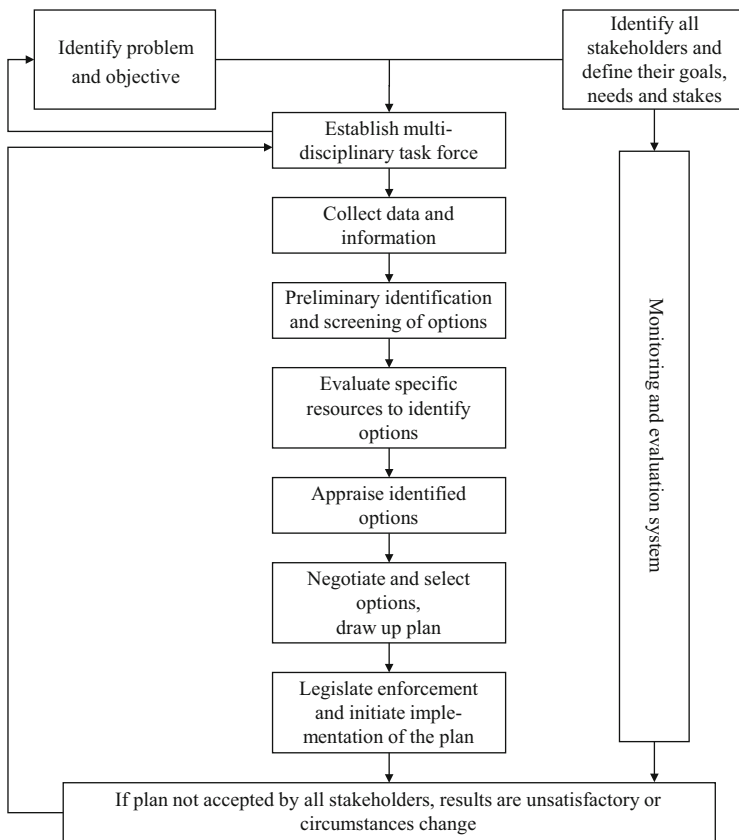 Identify problem
and objective
Identify all
stakeholders and
define their goals,
needs and stakes
Establish multi-
disciplinary task force
Collect data and
information
Preliminary identification
and screening of options
Evaluate specific
resources to identify
options
Appraise identified
options
Negotiate and select
options,
draw up plan
Legislate enforcement
and initiate imple-
mentation of the plan
Monitoring and evaluation system
If plan not accepted by all stakeholders, results are unsatisfactory or
circumstances change